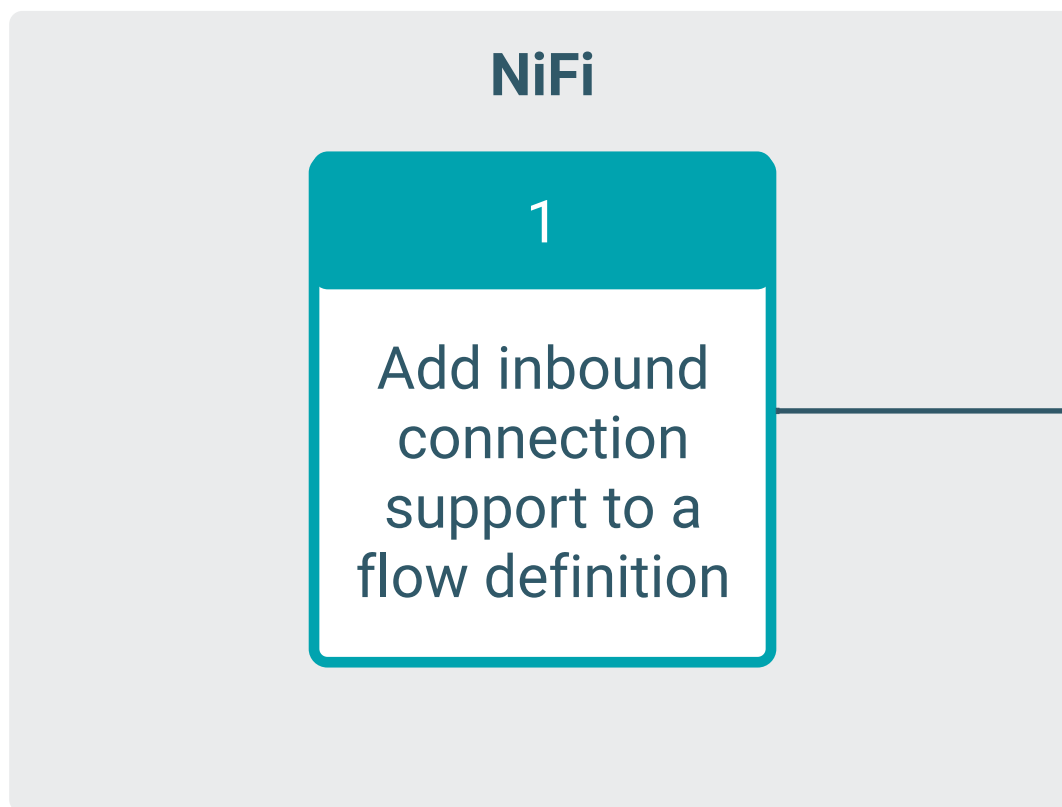 NiFi
1
Add inbound
connection
support to a
flow definition